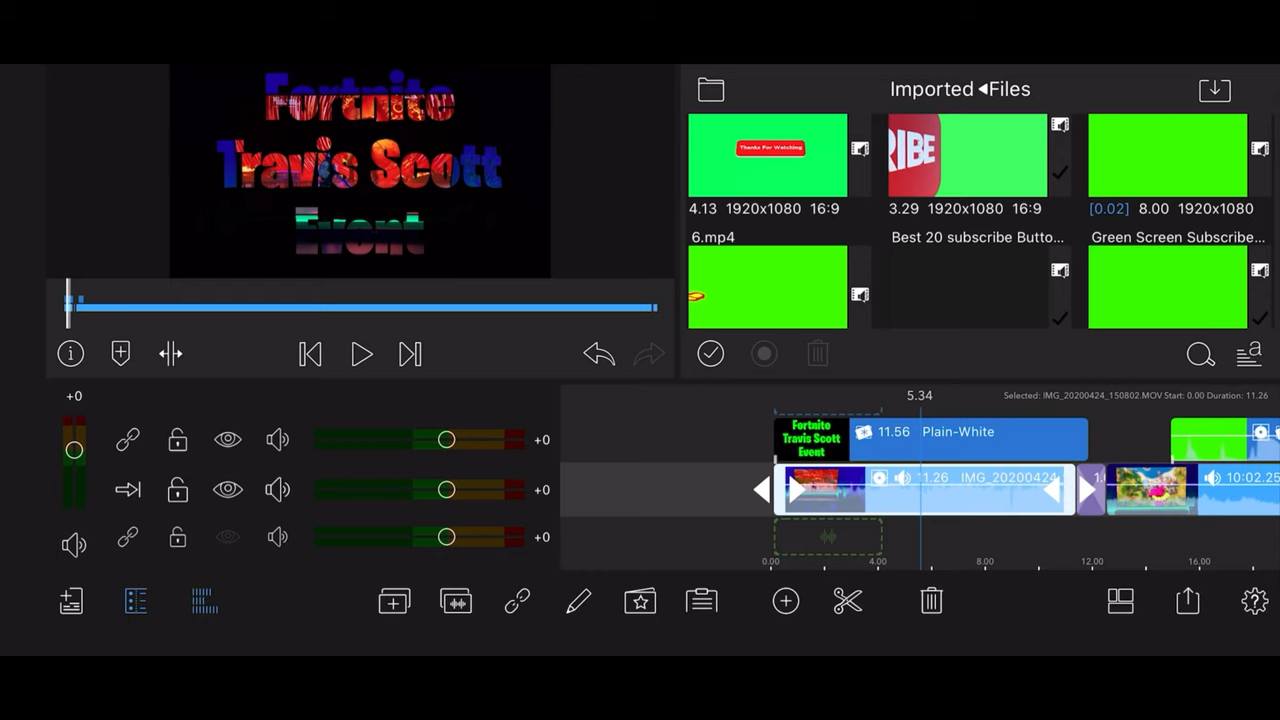 Fortnite
Travis Scott
Event
Imported ◂Files
Thanks For Watching
RIBE
4.13 1920x1080 16:9
3.29 1920x1080 16:9
[0.02] 8.00 1920x1080
6.mp4
Best 20 subscribe Butto...
Green Screen Subscribe...
+0
5.34
Selected: IMG_20200424_150802.MOV Start: 0.00 Duration: 11.26
+0
Fortnite
Travis Scott
Event
11.56 Plain-White
+0
11.26 IMG_20200424
1.
10:02.25
+0
0.00 4.00 8.00 12.00 16.00